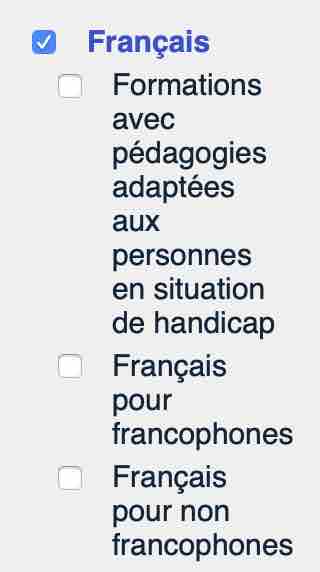 Français
Formations
avec
pédagogies
adaptées
aux
personnes
en situation
de handicap
Français
pour
francophones
Français
pour non
francophones